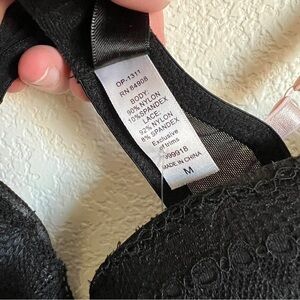 OP-1311
RN 84908
BODY:
90% NYLON
10%SPANDEX
LACE:
92% NYLON
8% SPANDEX
Exclusive
of trims
999918
MADE IN CHINA
M